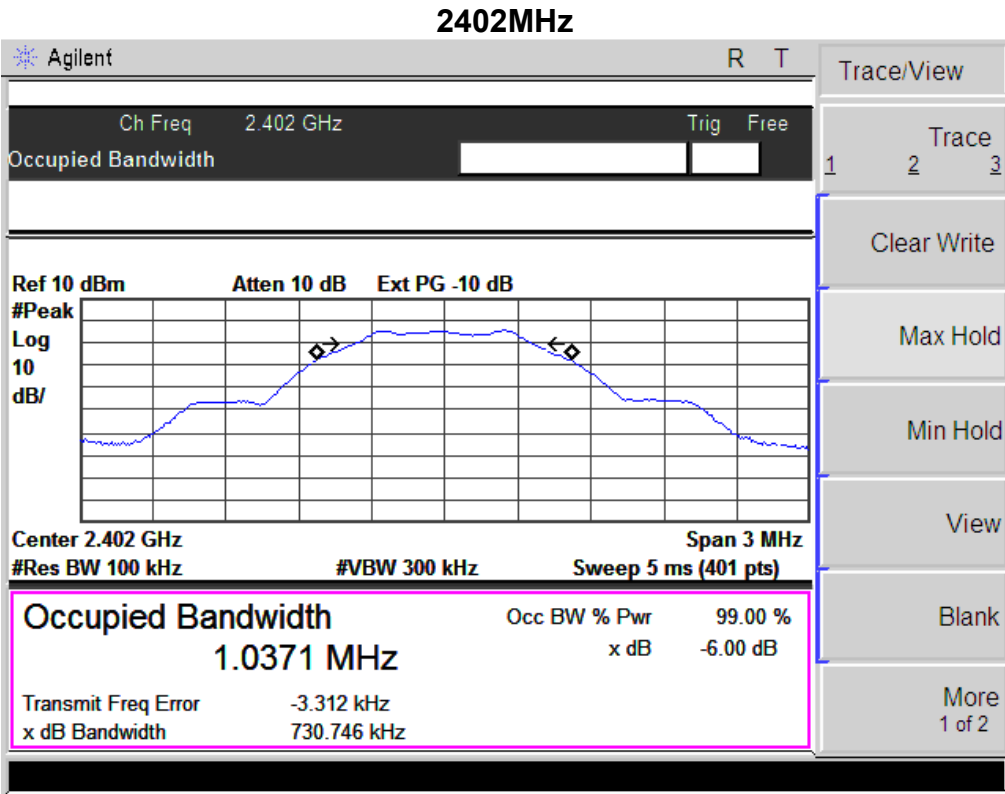 2402MHz
Agilent R T
Trace/View
Ch Freq 2.402 GHz Trig Free
Occupied Bandwidth
Trace
1 2 3
Clear Write
Ref 10 dBm Atten 10 dB Ext PG -10 dB
#Peak
Log
10
dB/
Max Hold
Min Hold
View
Center 2.402 GHz Span 3 MHz
#Res BW 100 kHz #VBW 300 kHz Sweep 5 ms (401 pts)
Occupied Bandwidth Occ BW % Pwr 99.00 %
1.0371 MHz x dB -6.00 dB
Transmit Freq Error -3.312 kHz
x dB Bandwidth 730.746 kHz
Blank
More
1 of 2